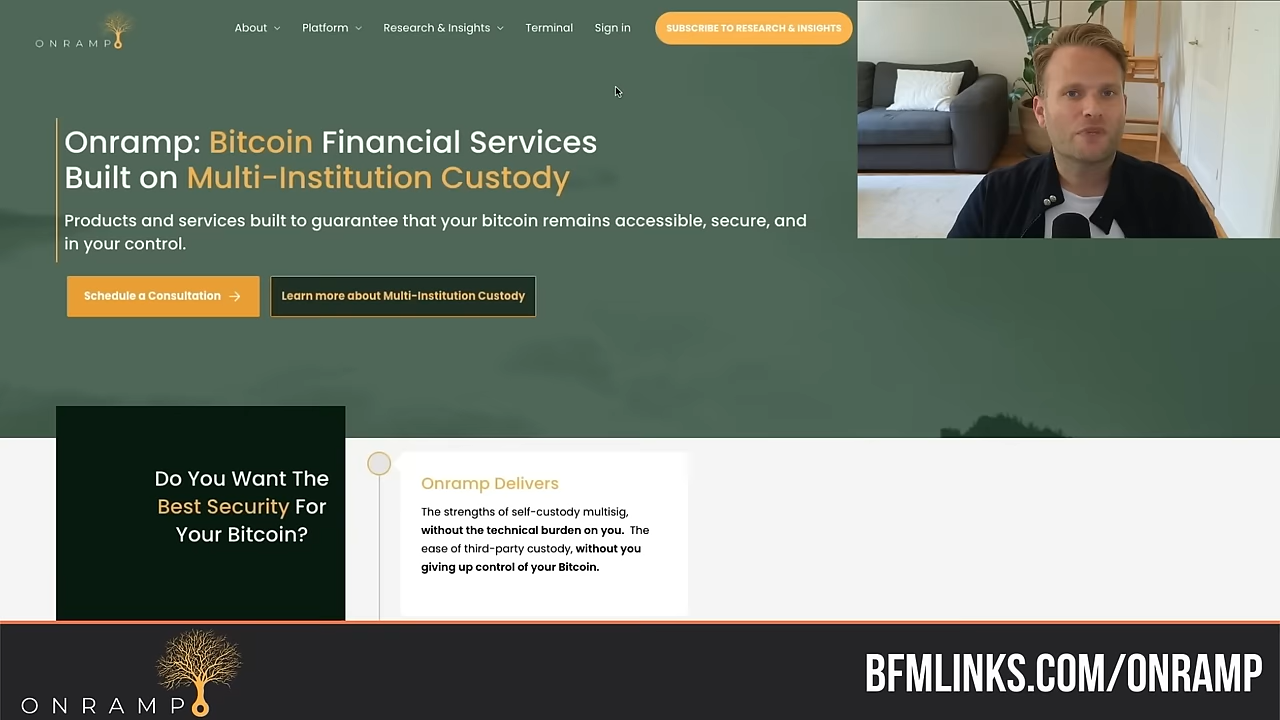 ONRAMP
About
Platform
Research & Insights
Terminal
Sign in
SUBSCRIBE TO RESEARCH & INSIGHTS
Onramp: Bitcoin Financial Services
Built on Multi-Institution Custody
Products and services built to guarantee that your bitcoin remains accessible, secure, and
in your control.
Schedule a Consultation →
Learn more about Multi-Institution Custody
Do You Want The
Best Security For
Your Bitcoin?
Onramp Delivers
The strengths of self-custody multisig,
without the technical burden on you. The
ease of third-party custody, without you
giving up control of your Bitcoin.
ONRAMP
BFMLINKS.COM/ONRAMP